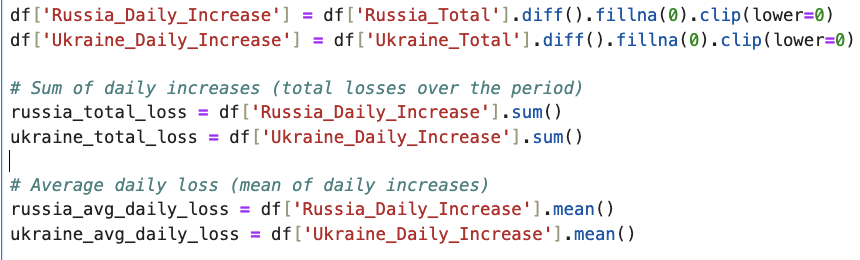 df['Russia_Daily_Increase'] = df['Russia_Total'].diff().fillna(0).clip(lower=0)
df['Ukraine_Daily_Increase'] = df['Ukraine_Total'].diff().fillna(0).clip(lower=0)
# Sum of daily increases (total losses over the period)
russia_total_loss = df['Russia_Daily_Increase'].sum()
ukraine_total_loss = df['Ukraine_Daily_Increase'].sum()
# Average daily loss (mean of daily increases)
russia_avg_daily_loss = df['Russia_Daily_Increase'].mean()
ukraine_avg_daily_loss = df['Ukraine_Daily_Increase'].mean()